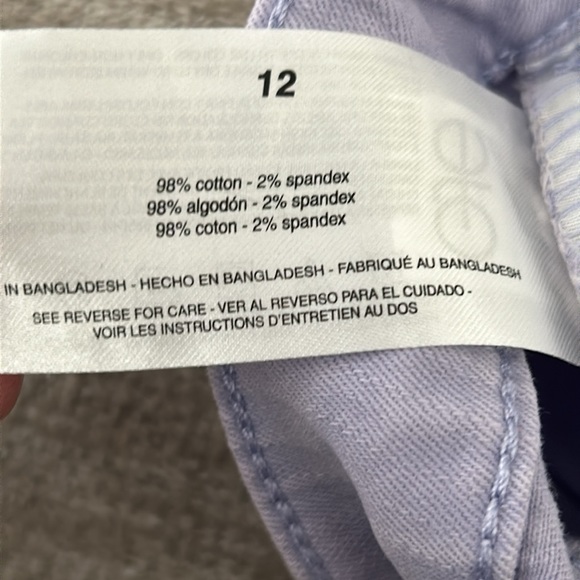 12
98% cotton - 2% spandex
98% algodón - 2% spandex
98% coton - 2% spandex
IN BANGLADESH - HECHO EN BANGLADESH - FABRIQUÉ AU BANGLADESH
SEE REVERSE FOR CARE - VER AL REVERSO PARA EL CUIDADO -
VOIR LES INSTRUCTIONS D'ENTRETIEN AU DOS